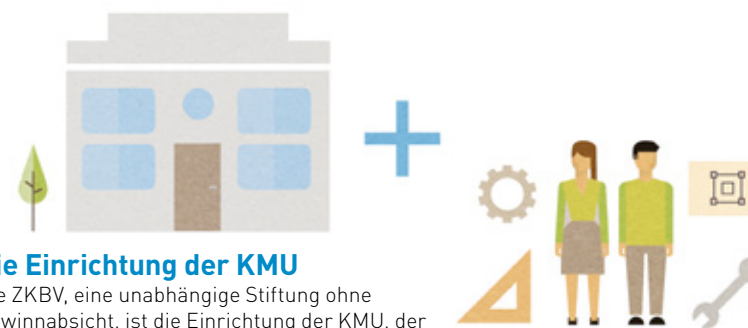 ie Einrichtung der KMU
e ZKBV, eine unabhängige Stiftung ohne
winnabsicht, ist die Einrichtung der KMU, der